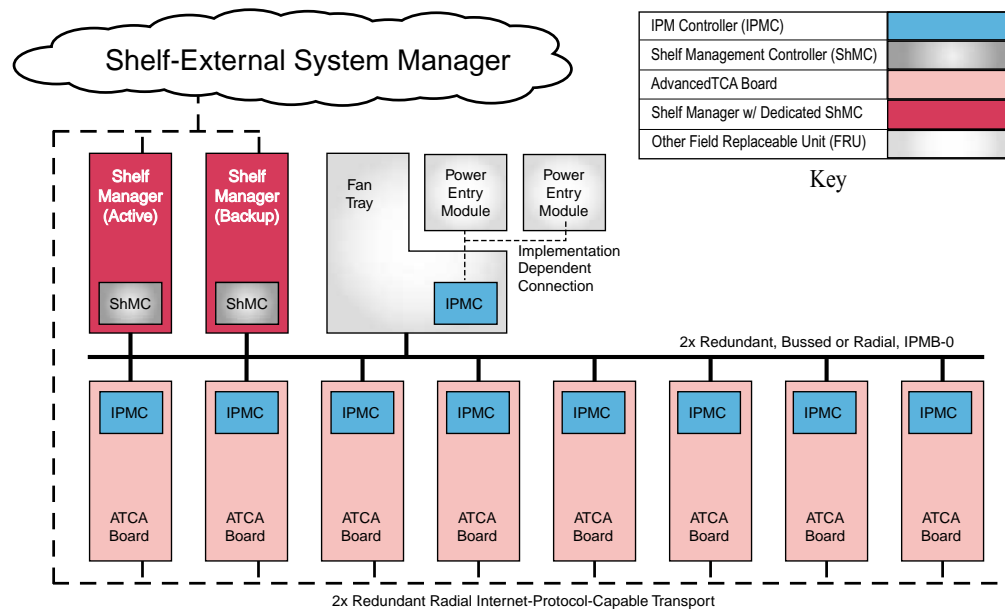 Shelf-External System Manager
IPM Controller (IPMC)
Shelf Management Controller (ShMC)
AdvancedTCA Board
Shelf Manager w/ Dedicated ShMC
Other Field Replaceable Unit (FRU)
Key
Shelf
Manager
(Active)
ShMC
Shelf
Manager
(Backup)
ShMC
Fan
Tray
Power
Entry
Module
Power
Entry
Module
Implementation
Dependent
Connection
IPMC
2x Redundant, Bussed or Radial, IPMB-0
IPMC
ATCA
Board
IPMC
ATCA
Board
IPMC
ATCA
Board
IPMC
ATCA
Board
IPMC
ATCA
Board
IPMC
ATCA
Board
IPMC
ATCA
Board
IPMC
ATCA
Board
2x Redundant Radial Internet-Protocol-Capable Transport